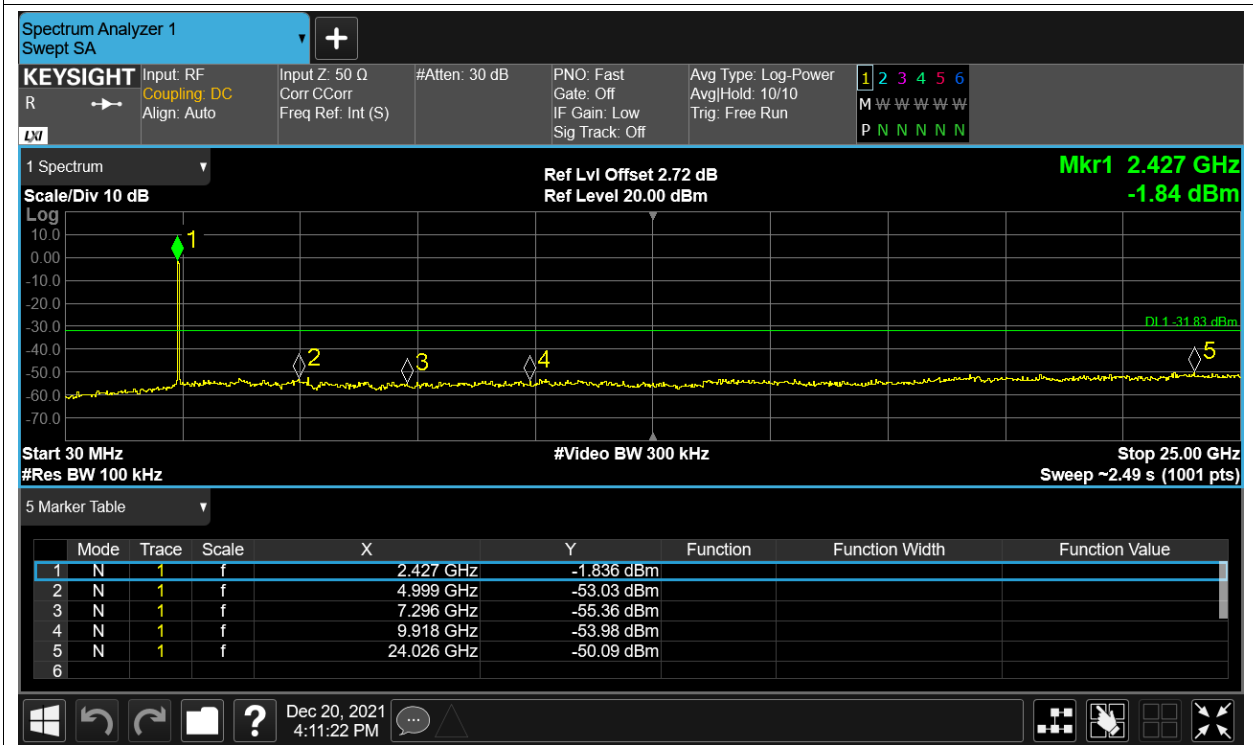 Spectrum Analyzer 1
Swept SA
+
KEYSIGHT Input: RF Input Z: 50 Ω #Atten: 30 dB PNO: Fast Avg Type: Log-Power 1 2 3 4 5 6
R Coupling: DC Corr CCorr Gate: Off Avg|Hold: 10/10 M W W W W W
Align: Auto Freq Ref: Int (S) IF Gain: Low Trig: Free Run
LXI Sig Track: Off P N N N N N N
1 Spectrum Ref Lvl Offset 2.72 dB Mkr1 2.427 GHz
Scale/Div 10 dB Ref Level 20.00 dBm -1.84 dBm
Log
10.0
1
0.00
-10.0
-20.0
-30.0 DL1 -31.83 dBm
-40.0
2 3 4 5
-50.0
-60.0
-70.0
Start 30 MHz #Video BW 300 kHz Stop 25.00 GHz
#Res BW 100 kHz Sweep ~2.49 s (1001 pts)
5 Marker Table
Mode Trace Scale X Y Function Function Width Function Value
1 N 1 f 2.427 GHz -1.836 dBm
2 N 1 f 4.999 GHz -53.03 dBm
3 N 1 f 7.296 GHz -55.36 dBm
4 N 1 f 9.918 GHz -53.98 dBm
5 N 1 f 24.026 GHz -50.09 dBm
6
? Dec 20, 2021
4:11:22 PM